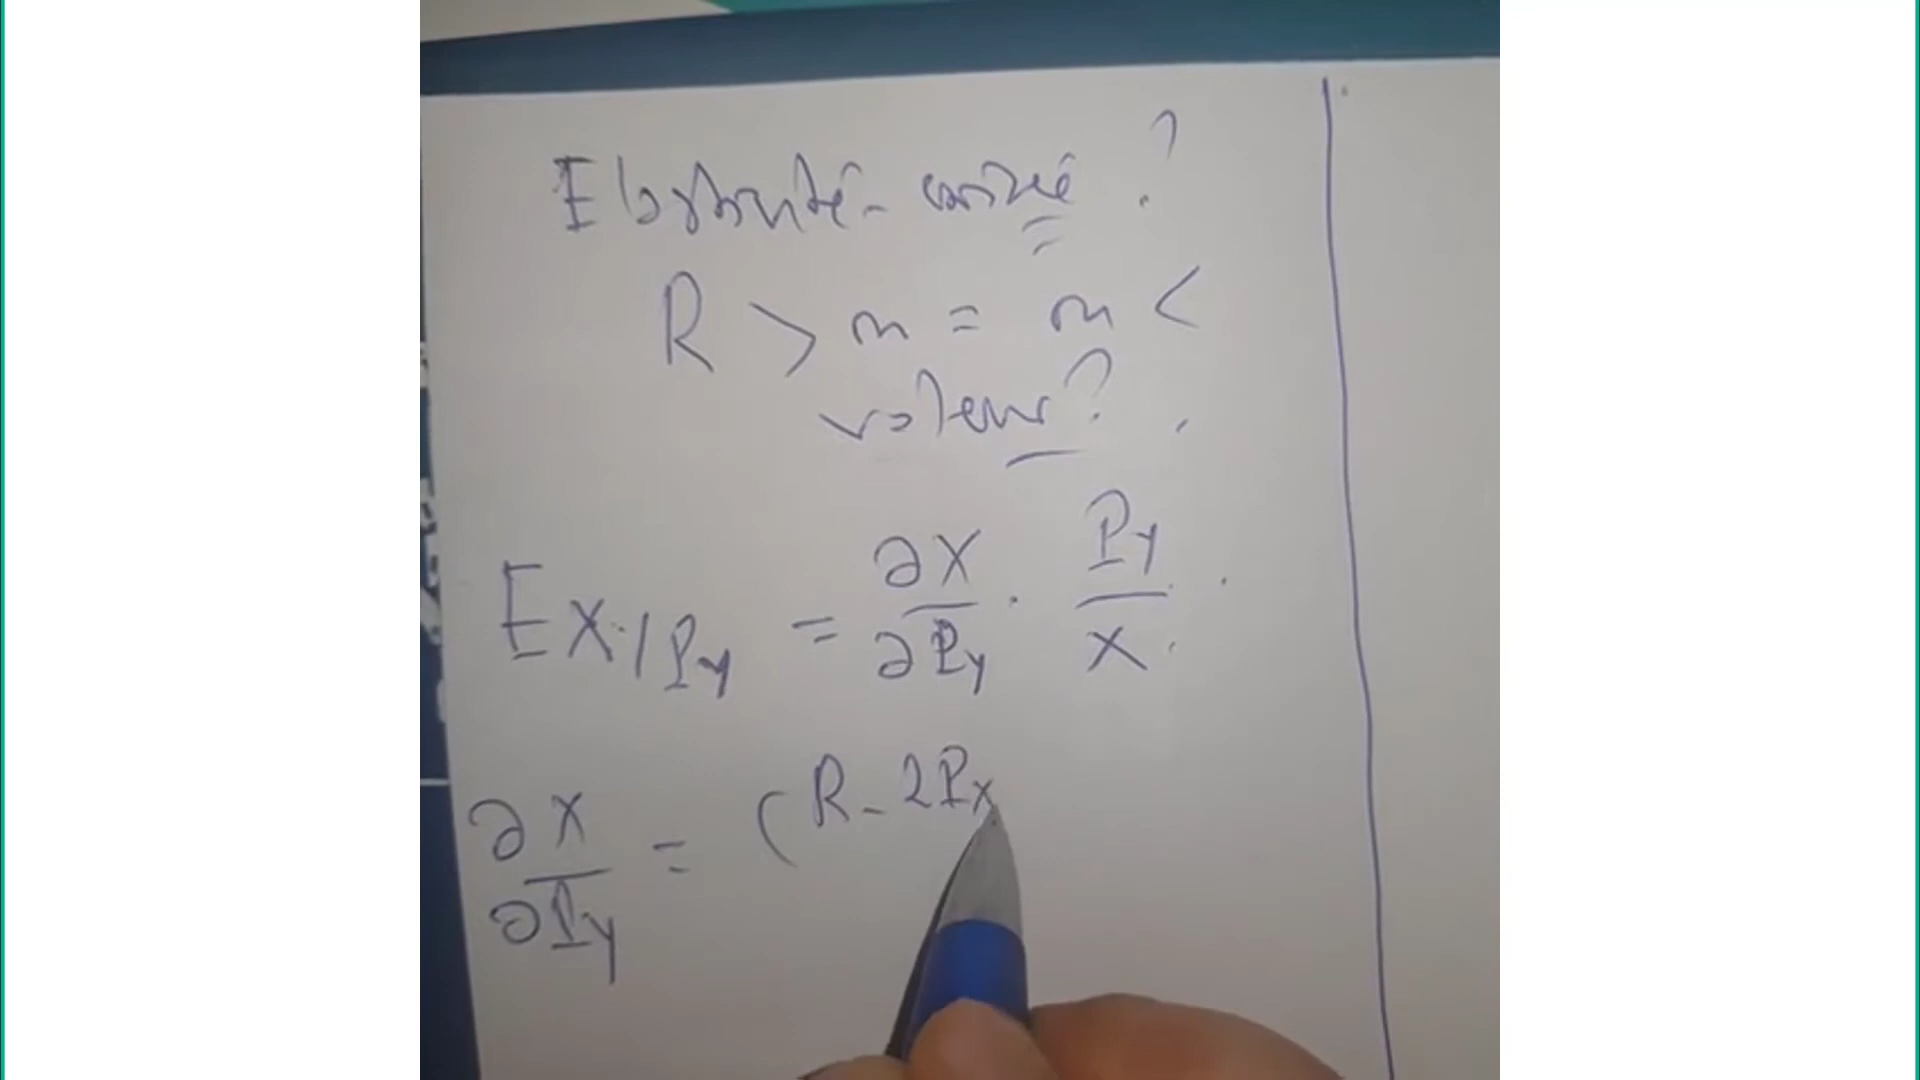 Elasticité-croisée ?
R > m = m <
valeur ? .
EX/Py = ∂X/∂Py . Py/X .
∂X/∂Py = (R - 2Px